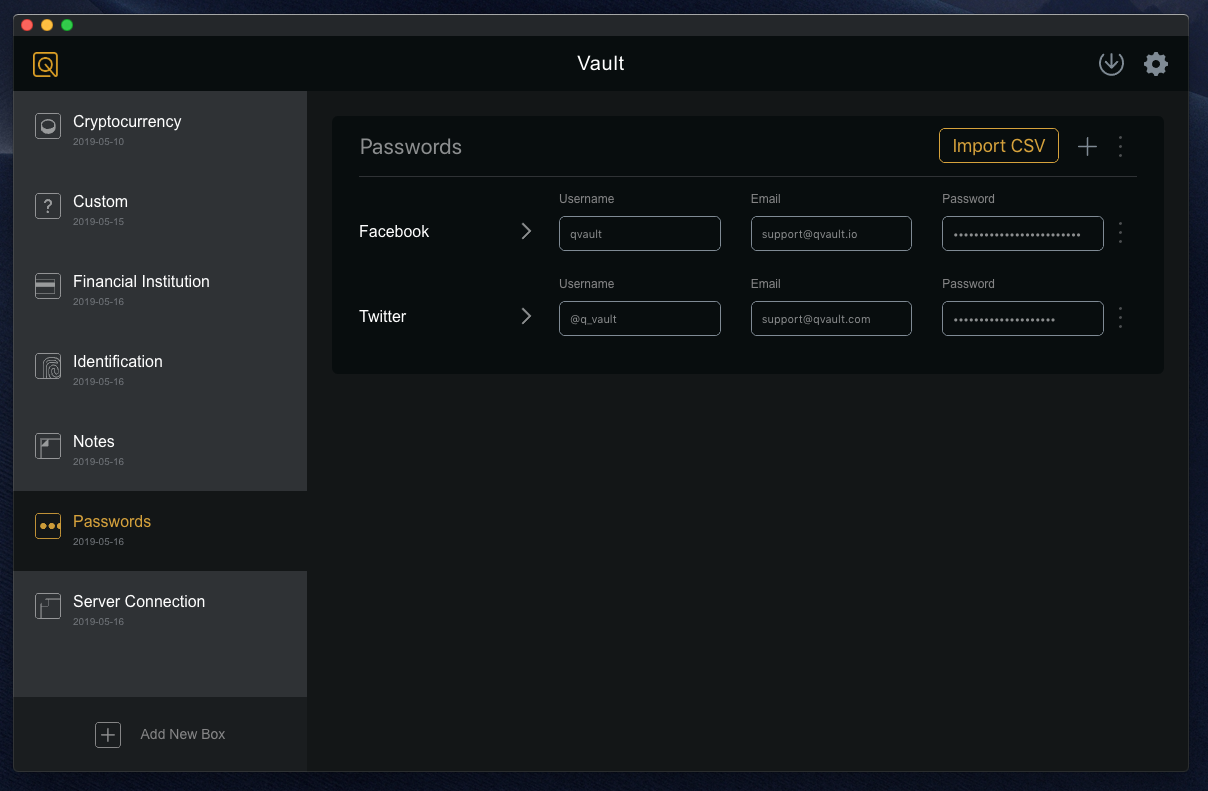 Vault
Cryptocurrency
2019-05-10
Custom
2019-05-15
Financial Institution
2019-05-16
Identification
2019-05-16
Notes
2019-05-16
Passwords
2019-05-16
Server Connection
2019-05-16
Add New Box
Passwords Import CSV
Username Email Password
Facebook qvault support@qvault.io •••••••••••••••••••••••••
Username Email Password
Twitter @q_vault support@qvault.com ••••••••••••••••••••